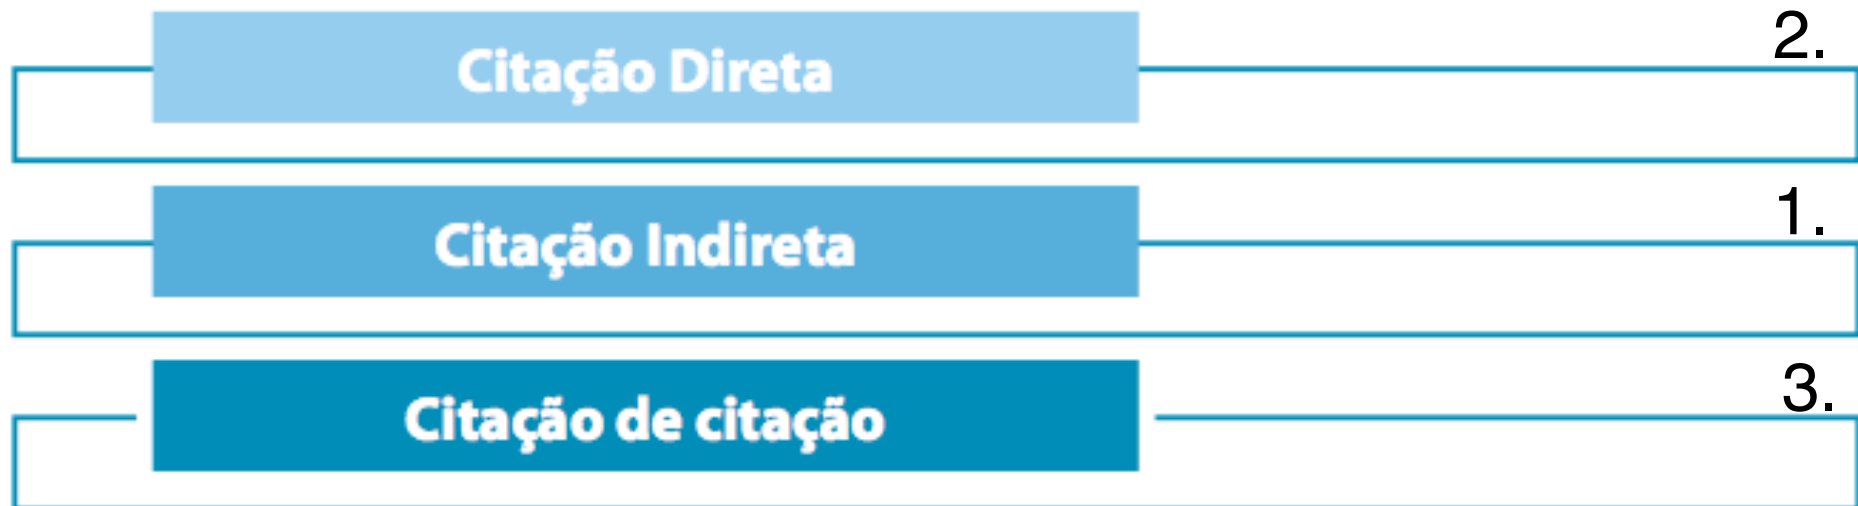 Citação Direta
2.
Citação Indireta
1.
Citação de citação
3.